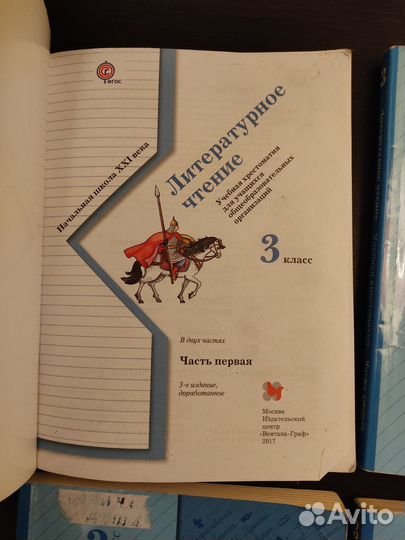 ФГОС
Начальная школа XXI века
Литературное
чтение
Учебная хрестоматия
для учащихся
общеобразовательных
организаций
3 класс
В двух частях
Часть первая
3-е издание,
доработанное
Москва
Издательский
центр
«Вентана-Граф»
2017
3
Avito